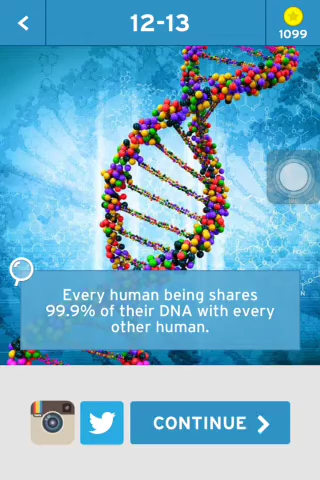 12-13
1099
Every human being shares
99.9% of their DNA with every
other human.
CONTINUE